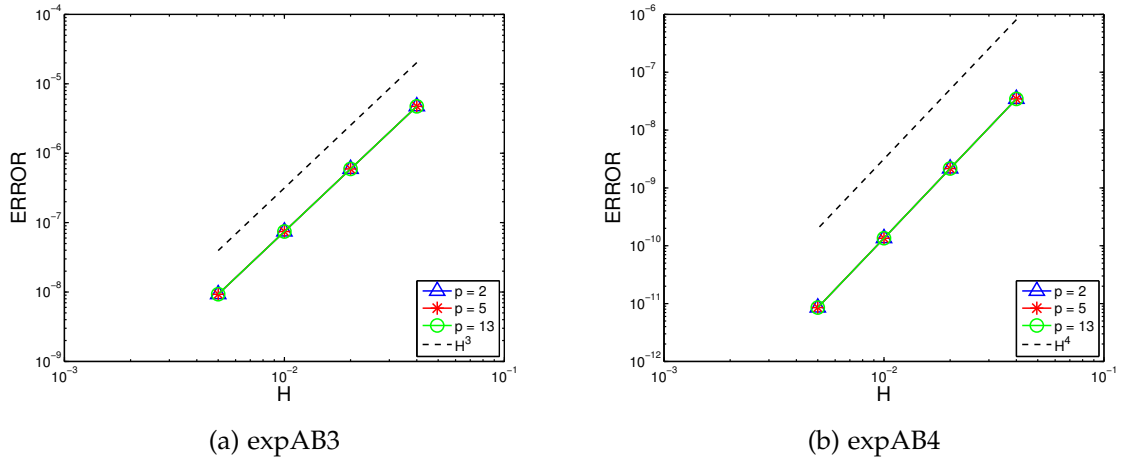 10^-4
10^-5
10^-6
10^-7
10^-8
10^-9
ERROR
10^-3
10^-2
10^-1
H
p = 2
p = 5
p = 13
H^3
(a) expAB3
10^-6
10^-7
10^-8
10^-9
10^-10
10^-11
10^-12
ERROR
10^-3
10^-2
10^-1
H
p = 2
p = 5
p = 13
H^4
(b) expAB4